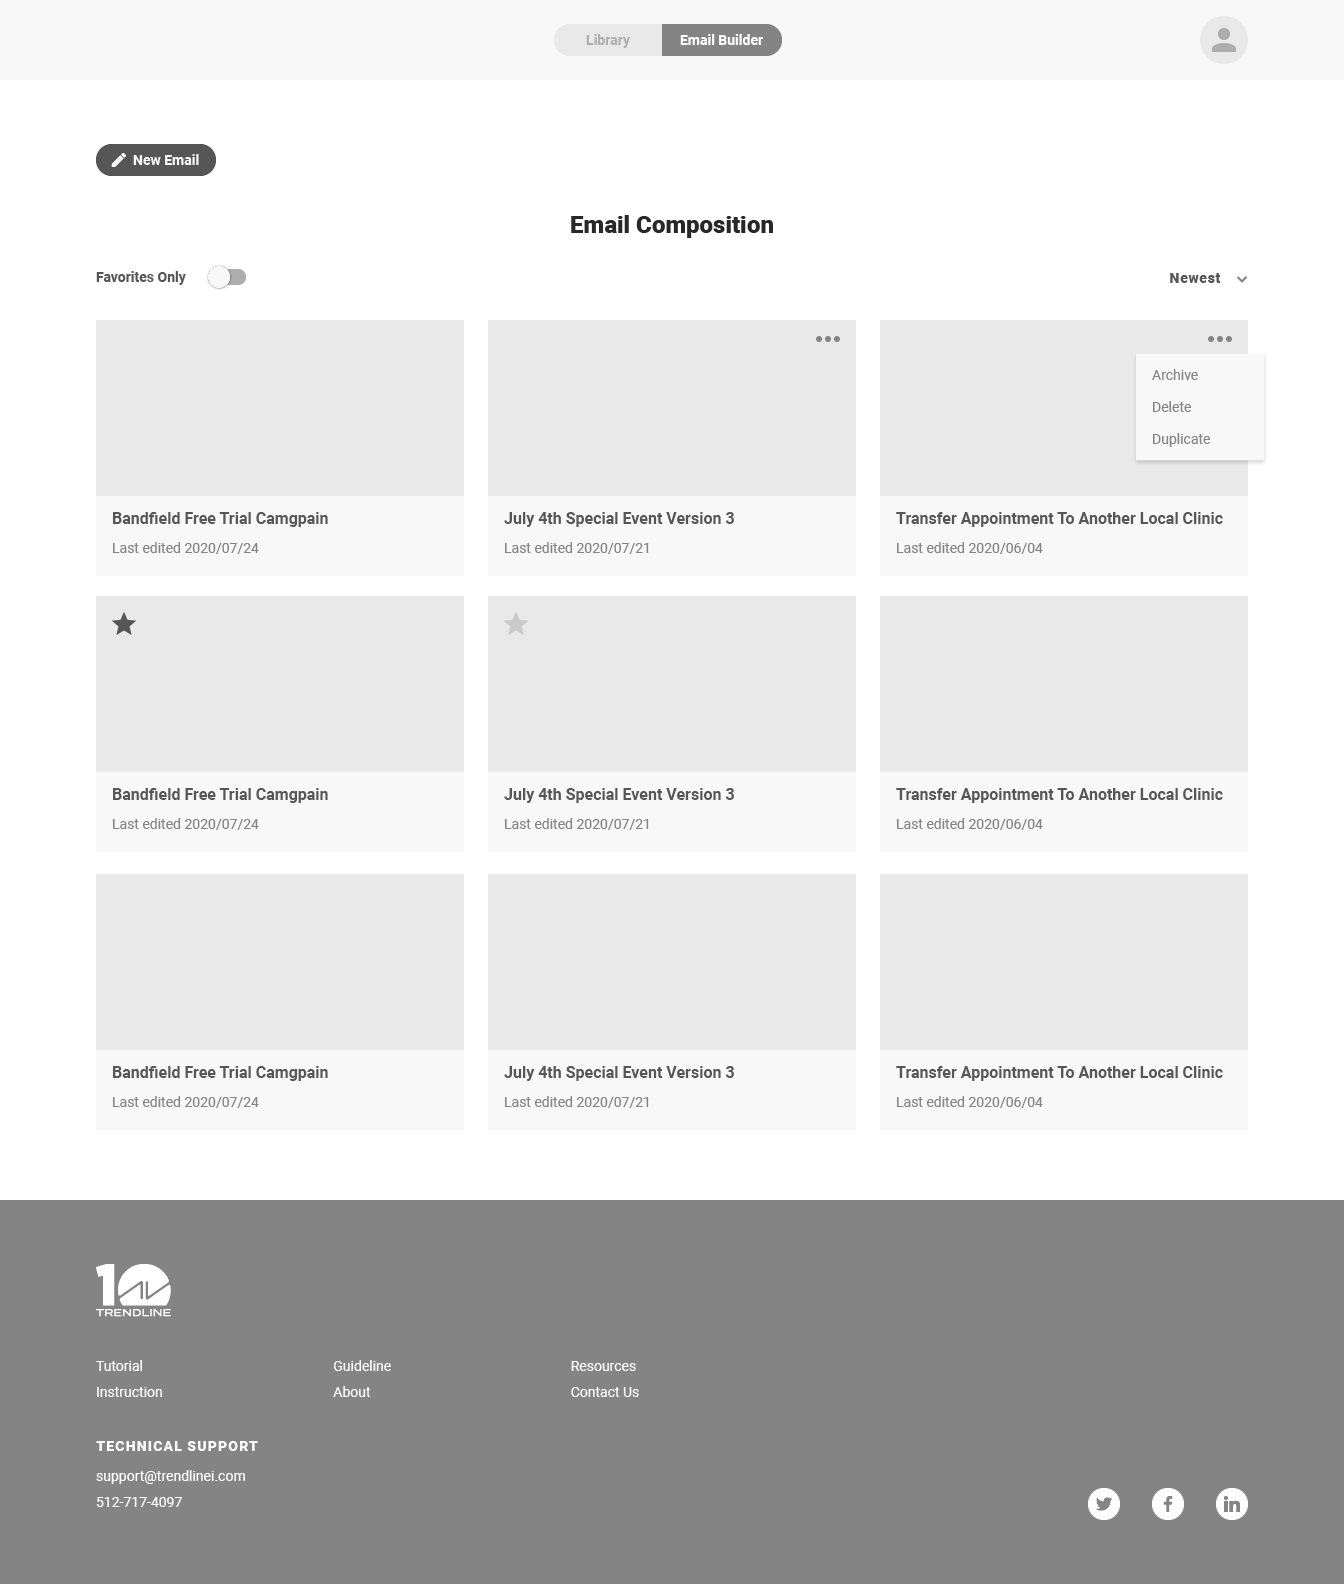 Library
Email Builder
New Email
Email Composition
Favorites Only
Newest
Archive
Delete
Duplicate
Bandfield Free Trial Camgpain
Last edited 2020/07/24
July 4th Special Event Version 3
Last edited 2020/07/21
Transfer Appointment To Another Local Clinic
Last edited 2020/06/04
Bandfield Free Trial Camgpain
Last edited 2020/07/24
July 4th Special Event Version 3
Last edited 2020/07/21
Transfer Appointment To Another Local Clinic
Last edited 2020/06/04
Bandfield Free Trial Camgpain
Last edited 2020/07/24
July 4th Special Event Version 3
Last edited 2020/07/21
Transfer Appointment To Another Local Clinic
Last edited 2020/06/04
10
TRENDLINE
Tutorial
Instruction
Guideline
About
Resources
Contact Us
TECHNICAL SUPPORT
support@trendlinei.com
512-717-4097